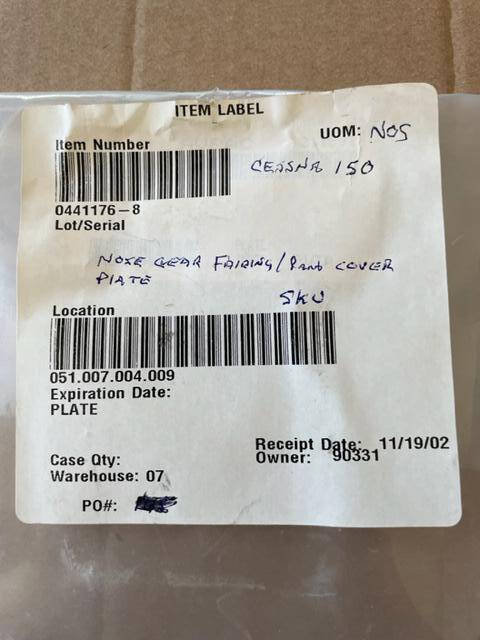 ITEM LABEL
UOM: NOS
Item Number
CESSNA 150
0441176-8
Lot/Serial
NOSE GEAR FAIRING/ COVER
PLATE
SKU
Location
051.007.004.009
Expiration Date:
PLATE
Receipt Date: 11/19/02
Case Qty:
Owner: 90331
Warehouse: 07
PO#: